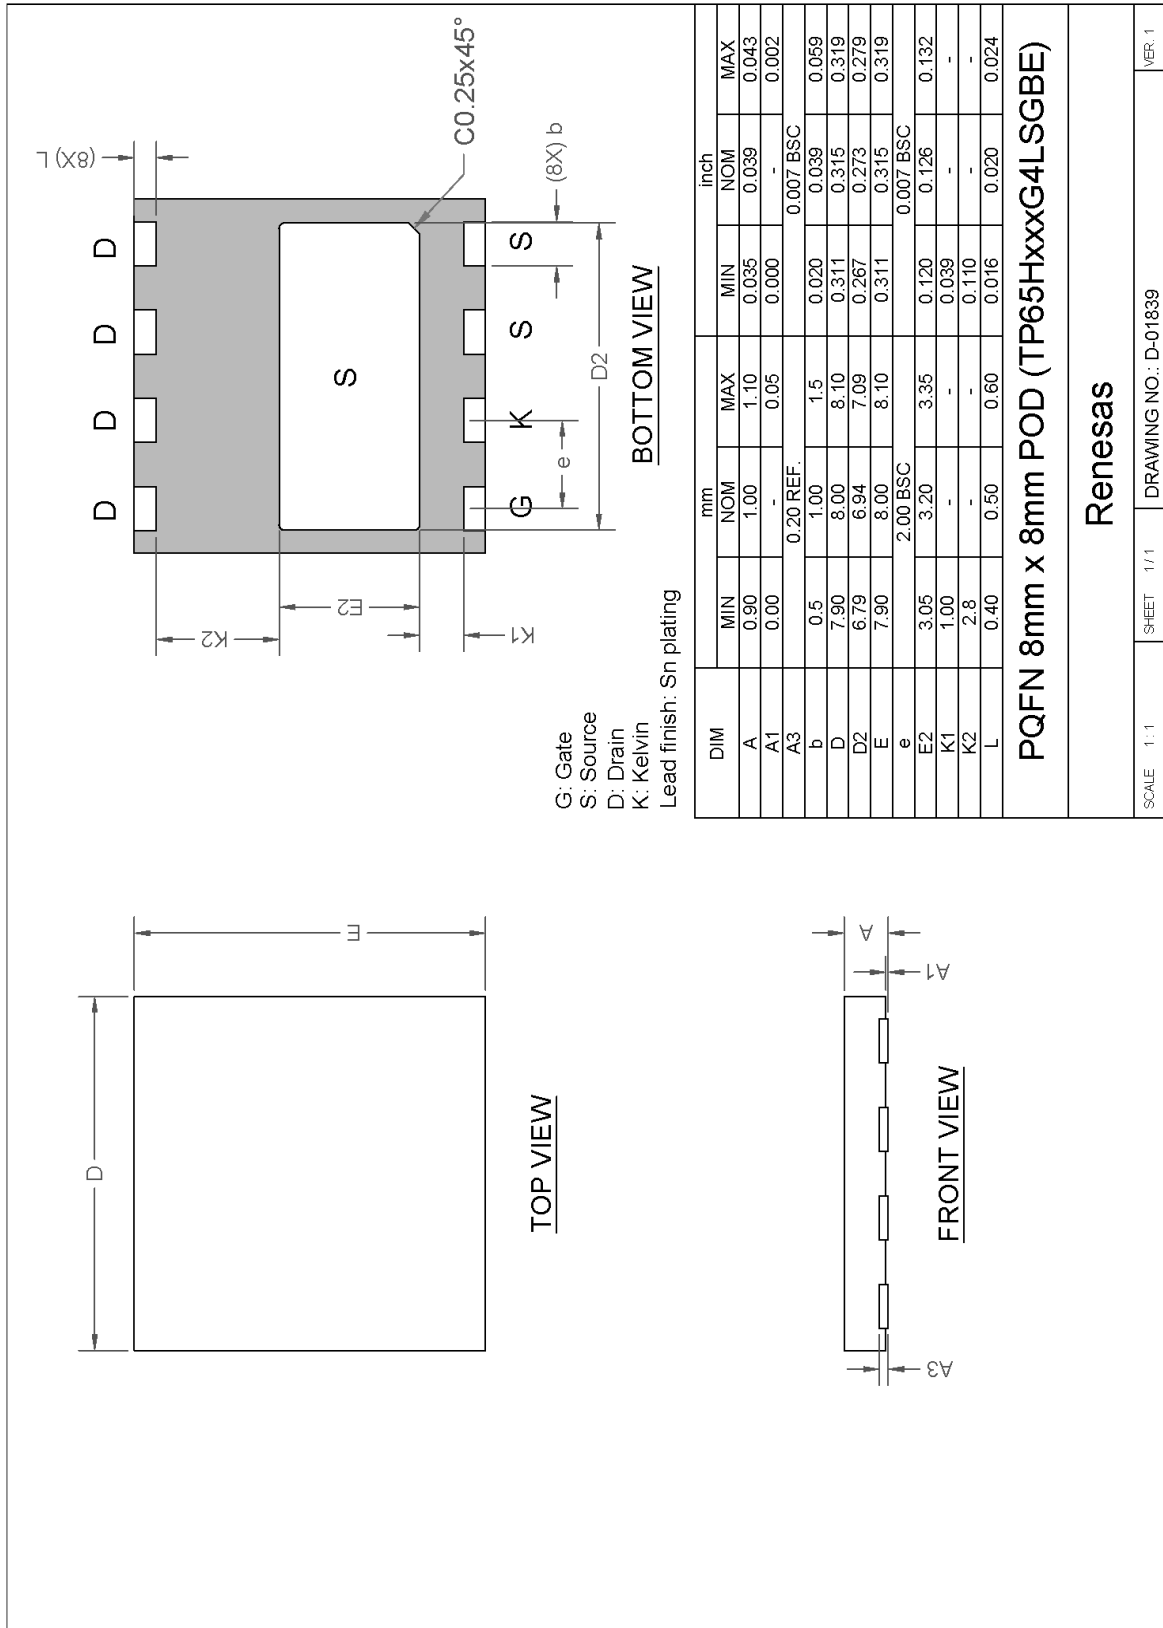 D
TOP VIEW
E
FRONT VIEW
A
A1
A3
D D D D
(8X) L
C0.25x45°
S
G K S S
(8X) b
e
D2
E2
K2
K1
BOTTOM VIEW
G: Gate
S: Source
D: Drain
K: Kelvin
Lead finish: Sn plating
DIM mm inch
MIN NOM MAX MIN NOM MAX
A 0.90 1.00 1.10 0.035 0.039 0.043
A1 0.00 - 0.05 0.000 - 0.002
A3 0.20 REF. 0.007 BSC
b 0.5 1.00 1.5 0.020 0.039 0.059
D 7.90 8.00 8.10 0.311 0.315 0.319
D2 6.79 6.94 7.09 0.267 0.273 0.279
E 7.90 8.00 8.10 0.311 0.315 0.319
e 2.00 BSC 0.007 BSC
E2 3.05 3.20 3.35 0.120 0.126 0.132
K1 1.00 - - 0.039 - -
K2 2.8 - - 0.110 - -
L 0.40 0.50 0.60 0.016 0.020 0.024
PQFN 8mm x 8mm POD (TP65HxxxG4LSGBE)
Renesas
SCALE 1:1 SHEET 1/1 DRAWING NO.: D-01839 VER. 1